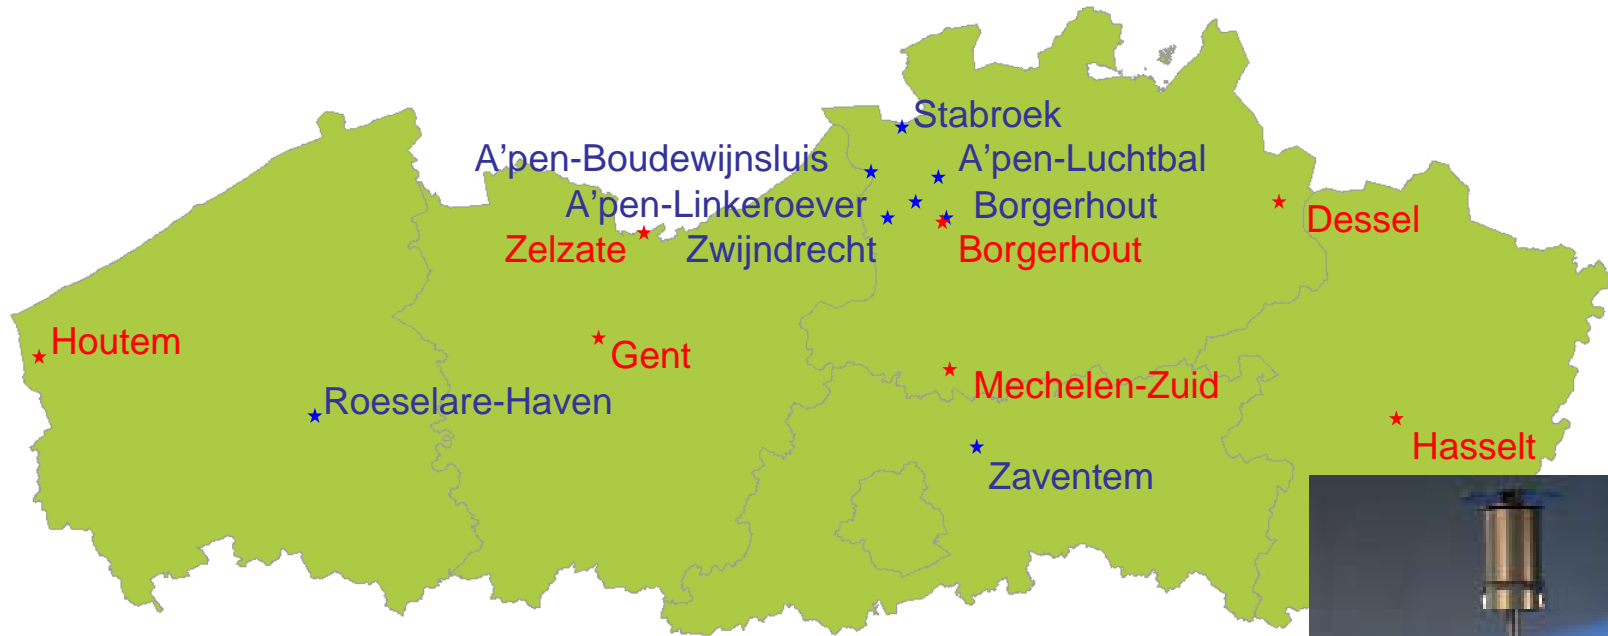 Stabroek
A'pen-Boudewijnsluis
A'pen-Luchtbal
A'pen-Linkeroever
Borgerhout
Dessel
Zelzate
Zwijndrecht
Borgerhout
Houtem
Gent
Mechelen-Zuid
Roeselare-Haven
Hasselt
Zaventem